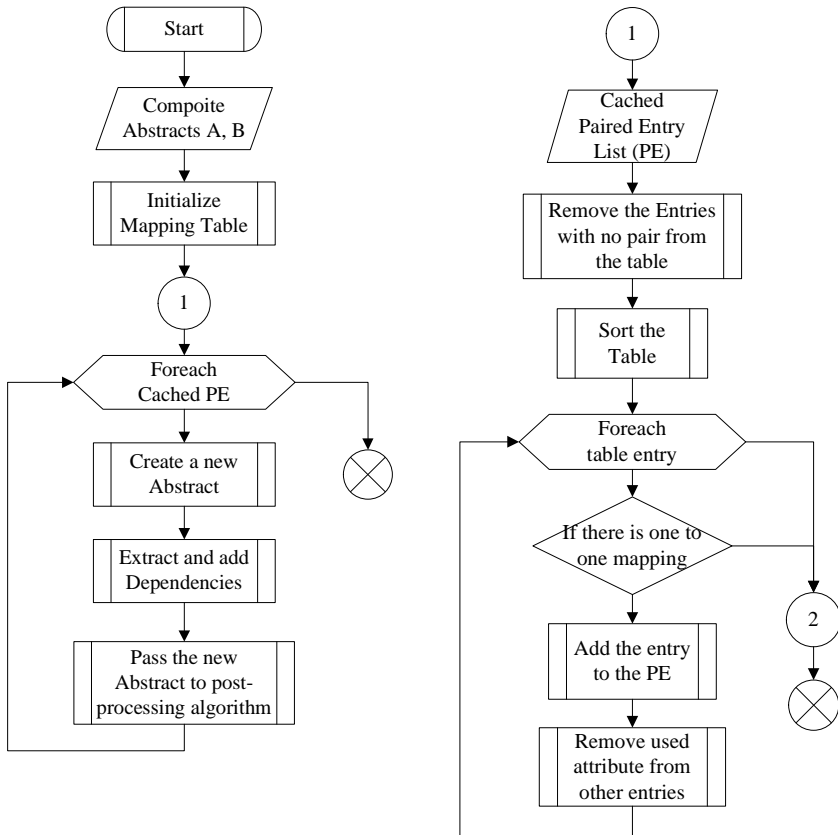 Start
Compoite
Abstracts A, B
Initialize
Mapping Table
1
Foreach
Cached PE
Create a new
Abstract
Extract and add
Dependencies
Pass the new
Abstract to post-
processing algorithm
1
Cached
Paired Entry
List (PE)
Remove the Entries
with no pair from
the table
Sort the
Table
Foreach
table entry
If there is one to
one mapping
2
Add the entry
to the PE
Remove used
attribute from
other entries